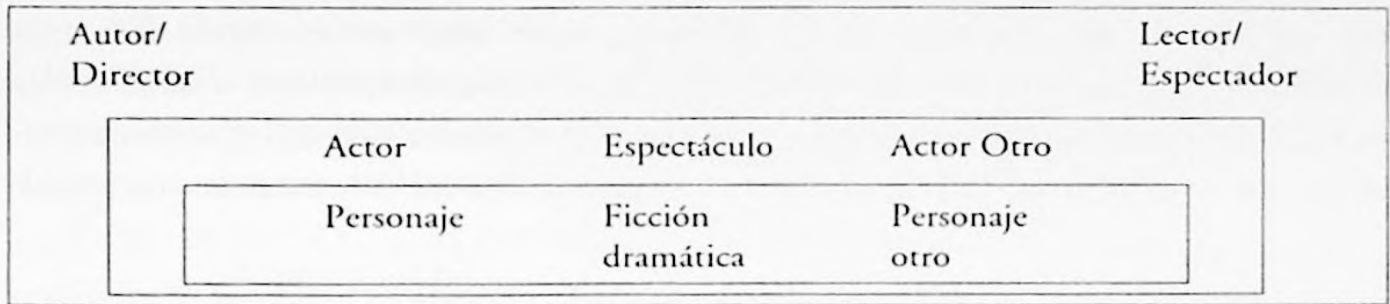 Autor/ Lector/
Director Espectador
Actor Espectáculo Actor Otro
Personaje Ficción Personaje
dramática otro